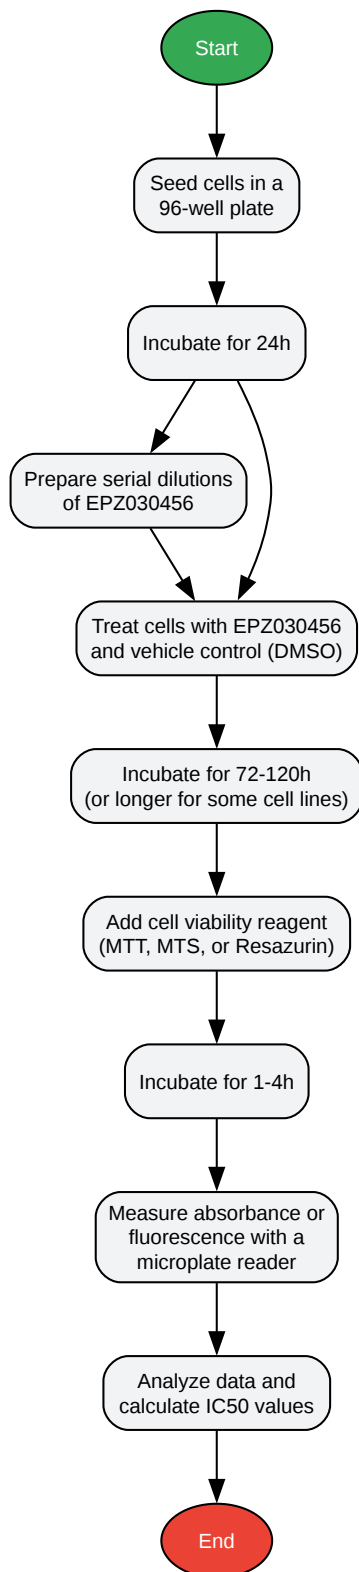 Start
Seed cells in a
96-well plate
Incubate for 24h
Prepare serial dilutions
of EPZ030456
Treat cells with EPZ030456
and vehicle control (DMSO)
Incubate for 72-120h
(or longer for some cell lines)
Add cell viability reagent
(MTT, MTS, or Resazurin)
Incubate for 1-4h
Measure absorbance or
fluorescence with a
microplate reader
Analyze data and
calculate IC50 values
End